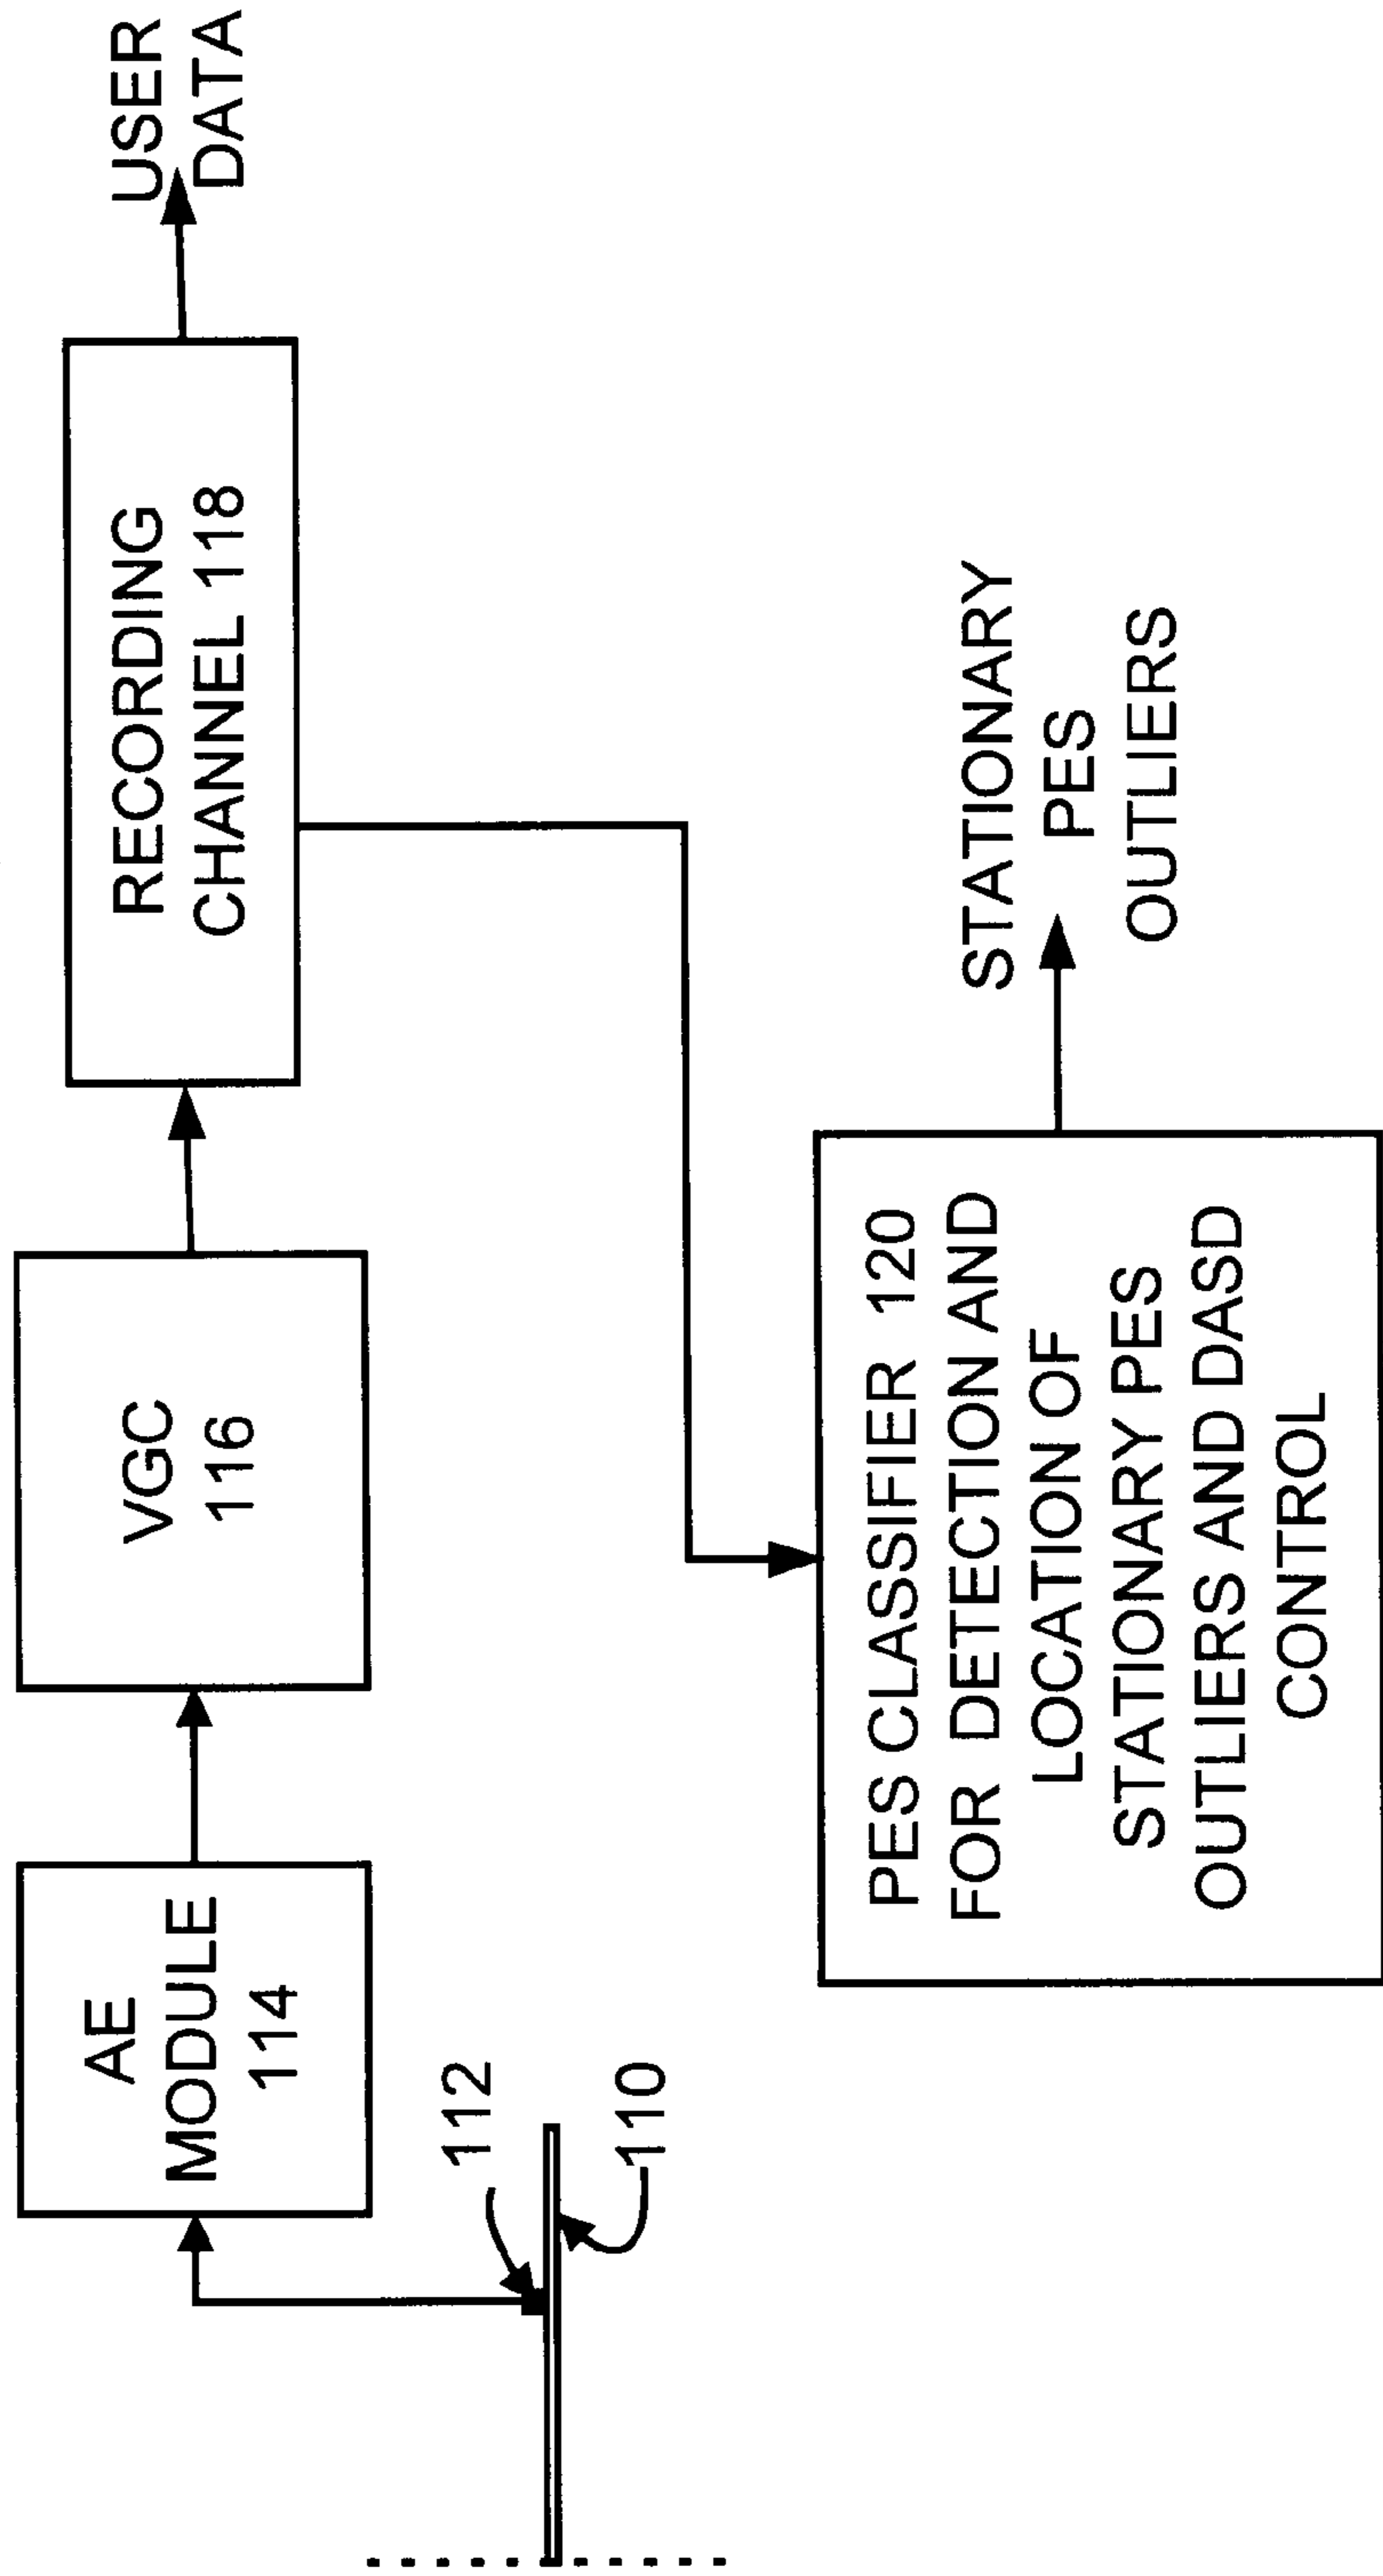 AE
MODULE
114
VGC
116
RECORDING
CHANNEL 118
USER
DATA
112
110
PES CLASSIFIER 120
FOR DETECTION AND
LOCATION OF
STATIONARY PES
OUTLIERS AND DASD
CONTROL
STATIONARY
PES
OUTLIERS